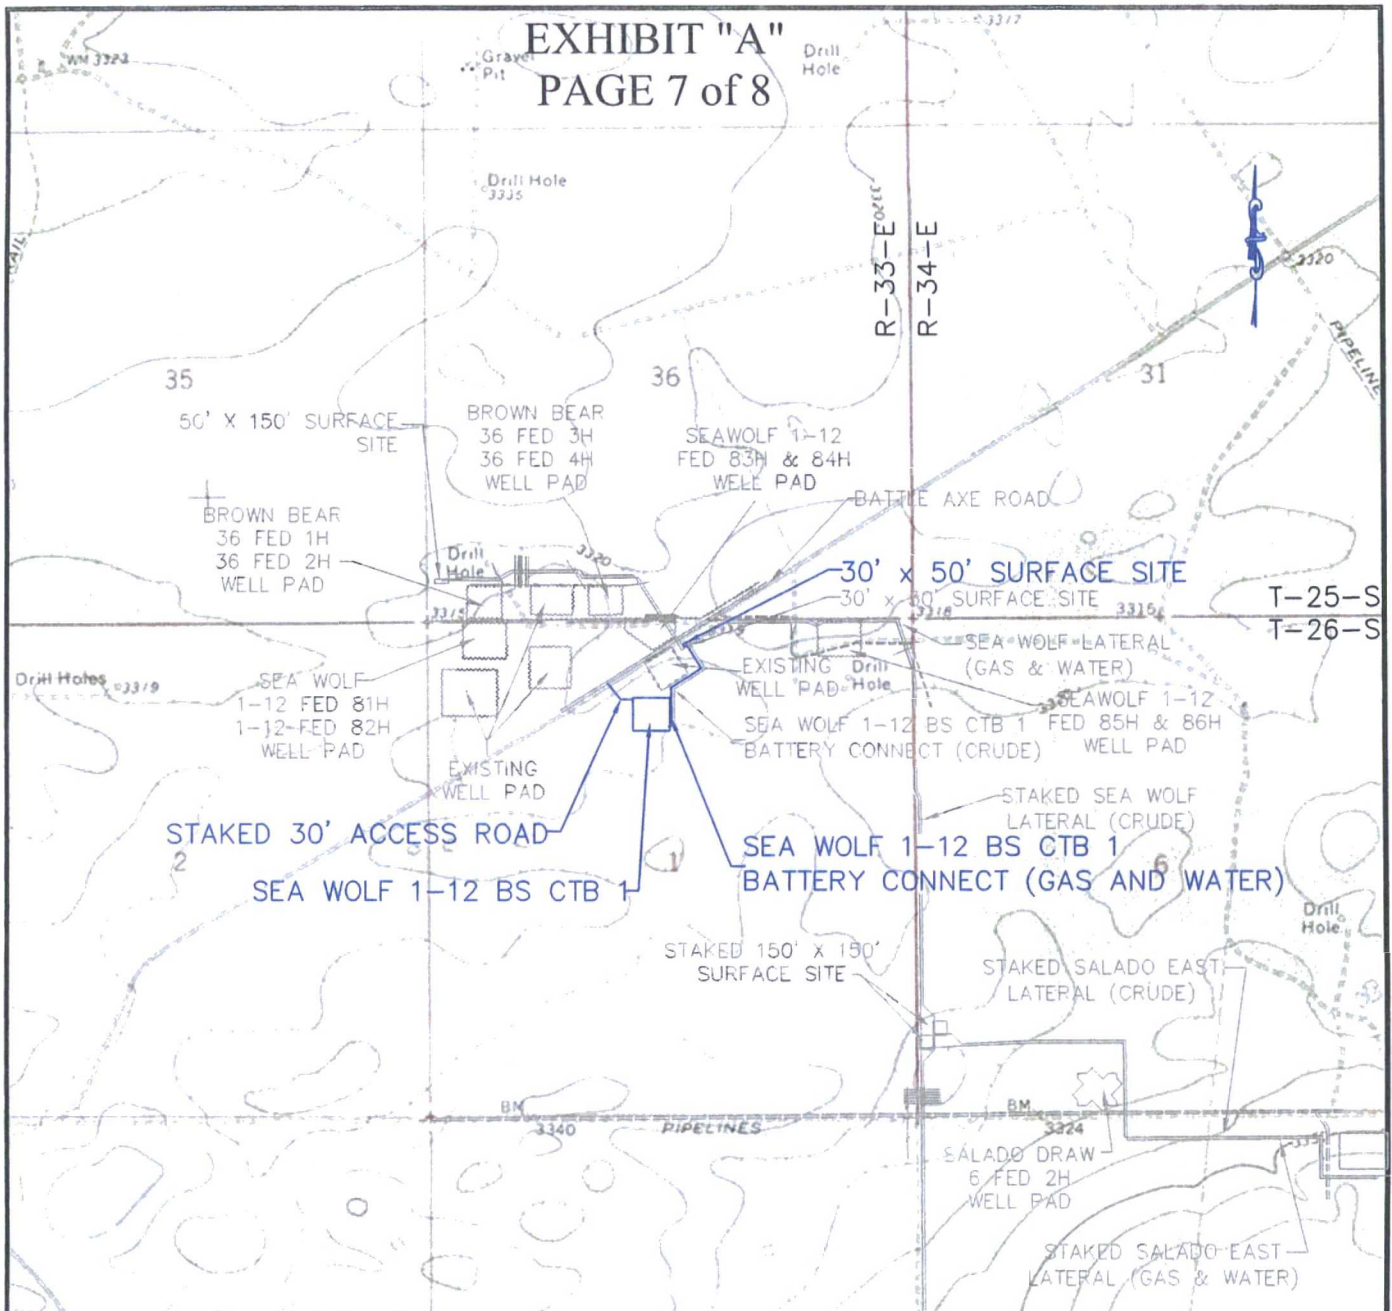 EXHIBIT "A"
PAGE 7 of 8
3317
WM 3323
Gravel
Pit
Drill
Hole
Drill Hole
3335
R-33-E
R-34-E
3320
PIPELINE
35
36
31
50' X 150' SURFACE
SITE
BROWN BEAR
36 FED 3H
36 FED 4H
WELL PAD
SEAWOLF 1-12
FED 83H & 84H
WELL PAD
BATTLE AXE ROAD
BROWN BEAR
36 FED 1H
36 FED 2H
WELL PAD
Drill
Hole
3320
30' x 50' SURFACE SITE
30' x 50' SURFACE SITE
T-25-S
T-26-S
3315
3318
3316
SEA WOLF LATERAL
(GAS & WATER)
Drill Holes
3319
SEA WOLF
1-12 FED 81H
1-12 FED 82H
WELL PAD
EXISTING
WELL PAD
Drill
Hole
SEAWOLF 1-12
FED 85H & 86H
WELL PAD
SEA WOLF 1-12 BS CTB 1
BATTERY CONNECT (CRUDE)
EXISTING
WELL PAD
STAKED SEA WOLF
LATERAL (CRUDE)
STAKED 30' ACCESS ROAD
SEA WOLF 1-12 BS CTB 1
BATTERY CONNECT (GAS AND WATER)
2
1
6
SEA WOLF 1-12 BS CTB 1
Drill
Hole
STAKED 150' X 150'
SURFACE SITE
STAKED SALADO EAST
LATERAL (CRUDE)
BM
3340
PIPELINES
BM
3324
SALADO DRAW
6 FED 2H
WELL PAD
STAKED SALADO EAST
LATERAL (GAS & WATER)